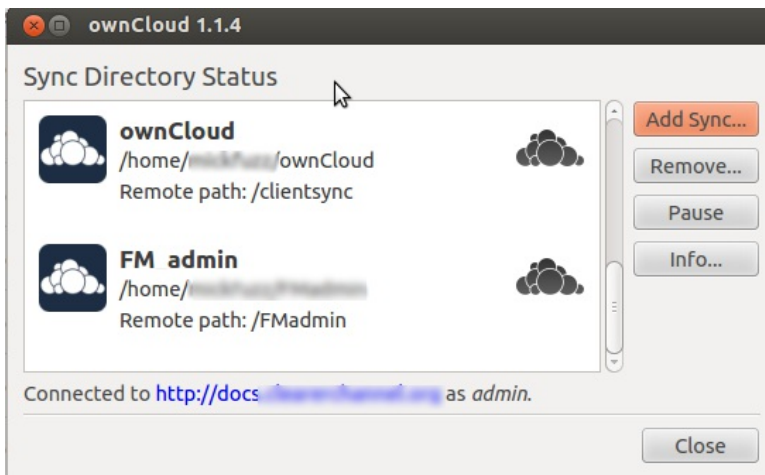 ownCloud 1.1.4
Sync Directory Status
ownCloud
/home/ /ownCloud
Remote path: /clientsync
FM_admin
/home/
Remote path: /FMadmin
Add Sync...
Remove...
Pause
Info...
Connected to http://docs as admin.
Close